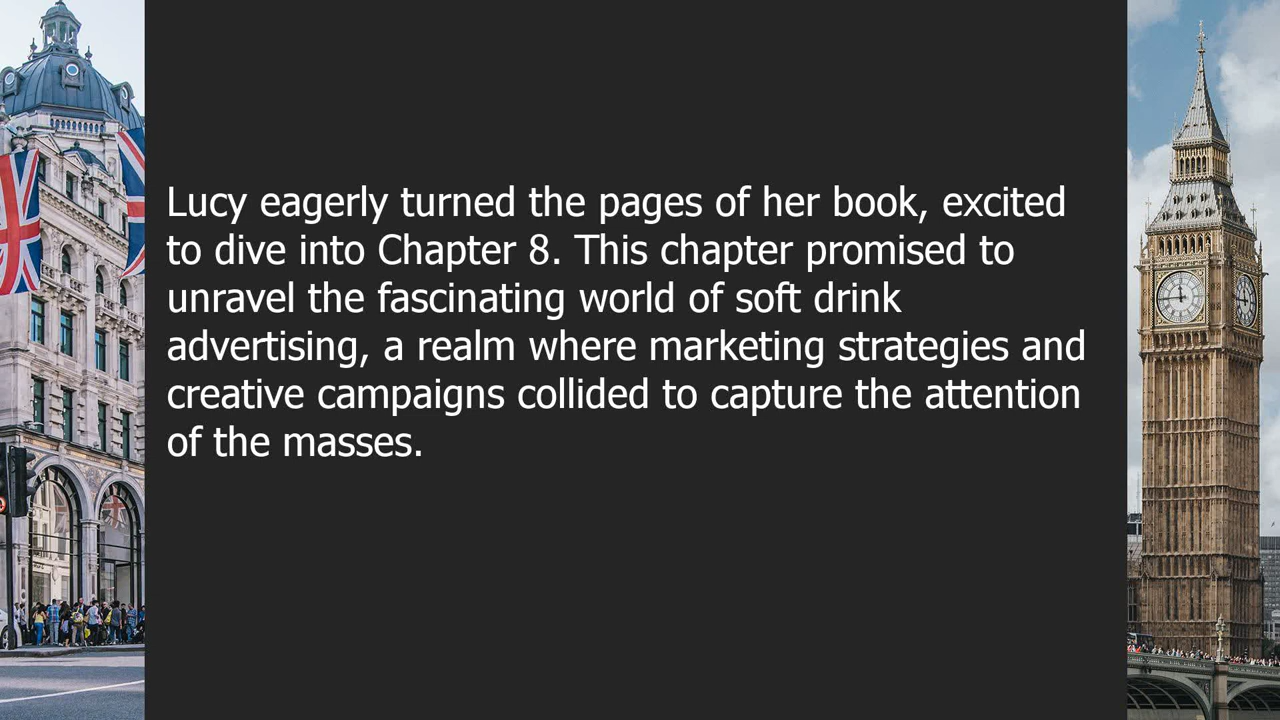 Lucy eagerly turned the pages of her book, excited
to dive into Chapter 8. This chapter promised to
unravel the fascinating world of soft drink
advertising, a realm where marketing strategies and
creative campaigns collided to capture the attention
of the masses.